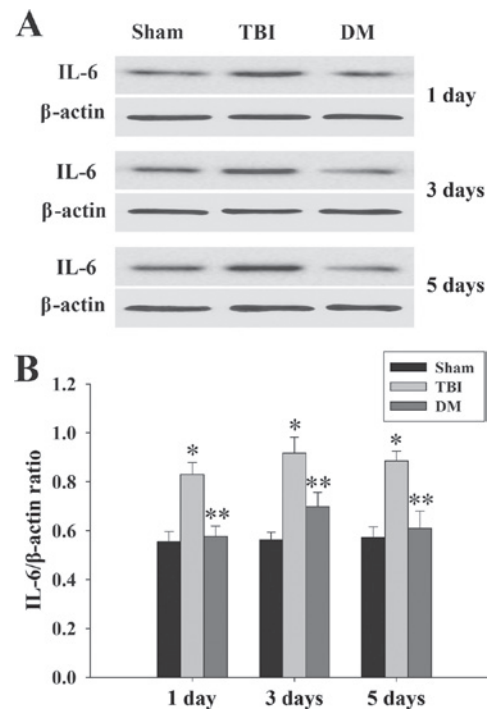 A
Sham TBI DM
IL-6
β-actin
1 day
IL-6
β-actin
3 days
IL-6
β-actin
5 days
B
Sham
TBI
DM
IL-6/β-actin ratio
1.2
1.0
0.8
0.6
0.4
0.2
0.0
* ** * ** * **
1 day 3 days 5 days